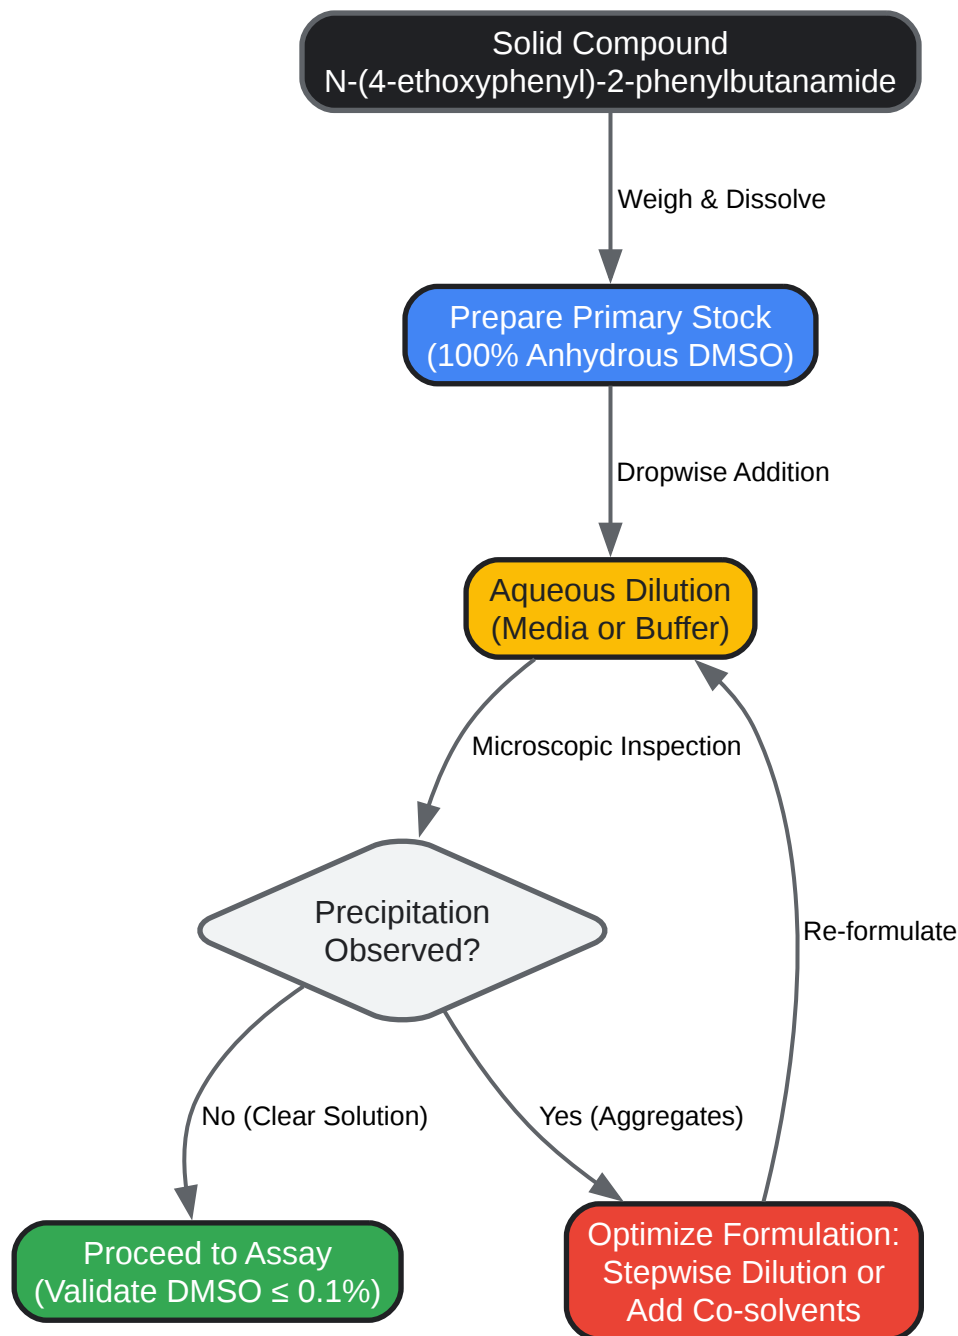 Solid Compound
N-(4-ethoxyphenyl)-2-phenylbutanamide
Weigh & Dissolve
Prepare Primary Stock
(100% Anhydrous DMSO)
Dropwise Addition
Aqueous Dilution
(Media or Buffer)
Microscopic Inspection
Precipitation
Observed?
Re-formulate
No (Clear Solution)
Yes (Aggregates)
Proceed to Assay
(Validate DMSO ≤ 0.1%)
Optimize Formulation:
Stepwise Dilution or
Add Co-solvents